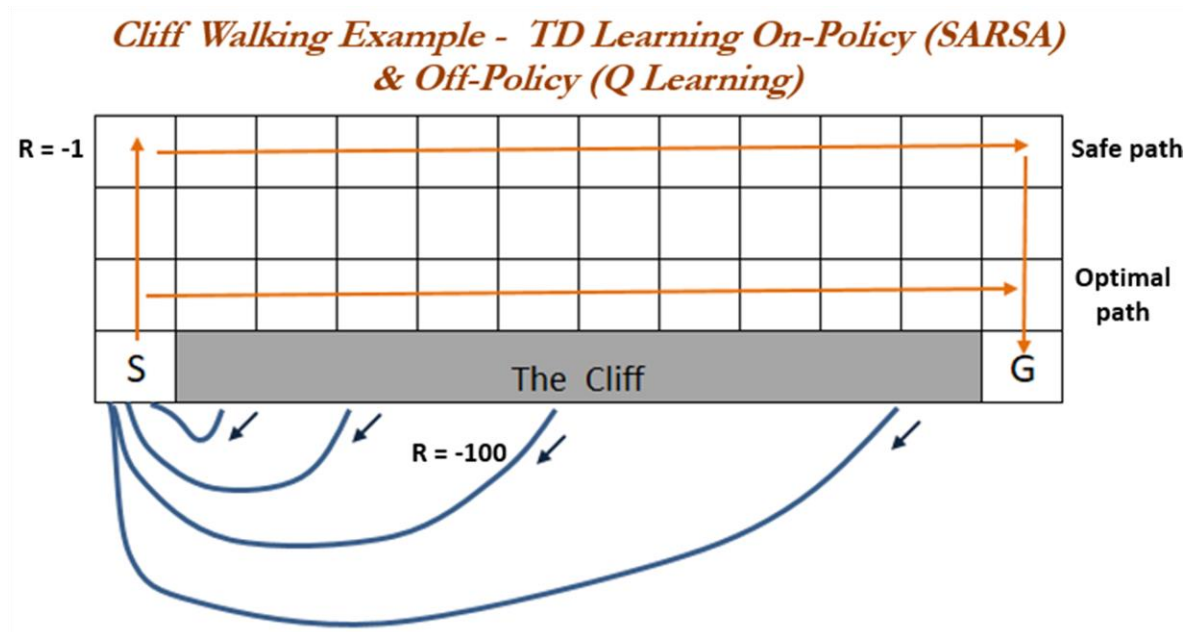 Cliff Walking Example - TD Learning On-Policy (SARSA)
& Off-Policy (Q Learning)
R = -1
Safe path
Optimal
path
S
The Cliff
G
R = -100